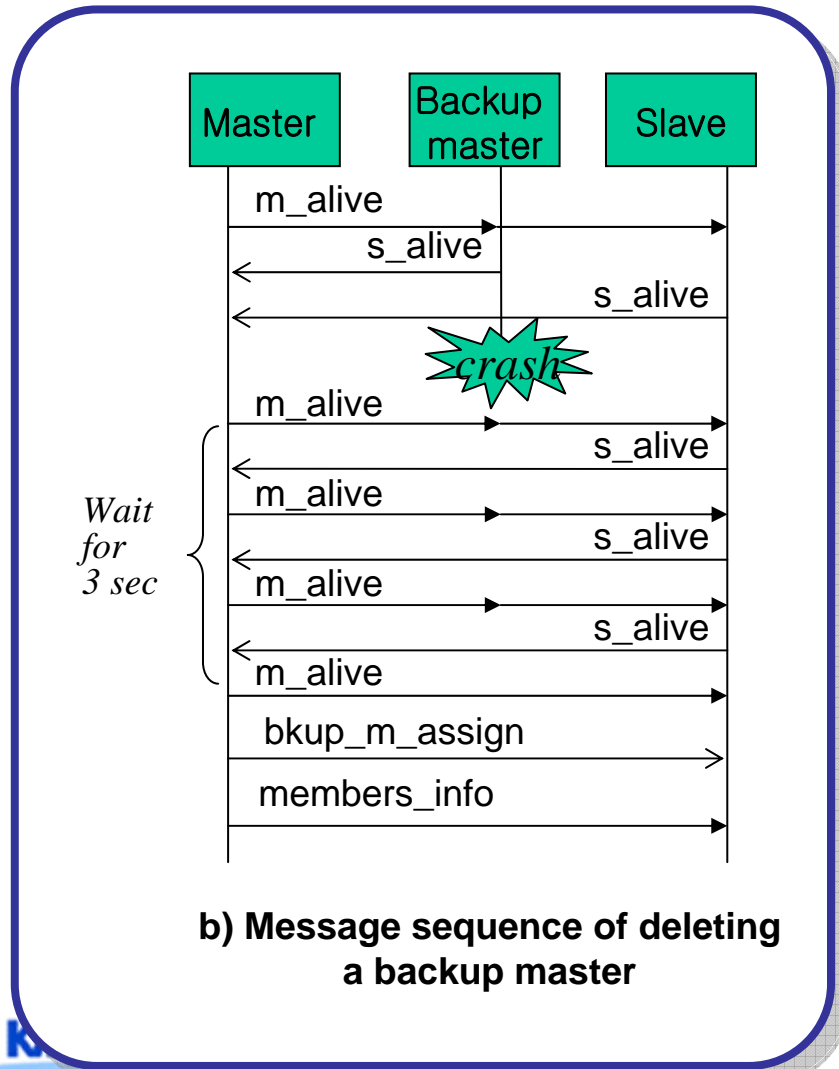 Master
Backup
master
Slave
m_alive
s_alive
s_alive
crash
m_alive
s_alive
Wait
for
3 sec
m_alive
s_alive
m_alive
s_alive
m_alive
bkup_m_assign
members_info
b) Message sequence of deleting
a backup master